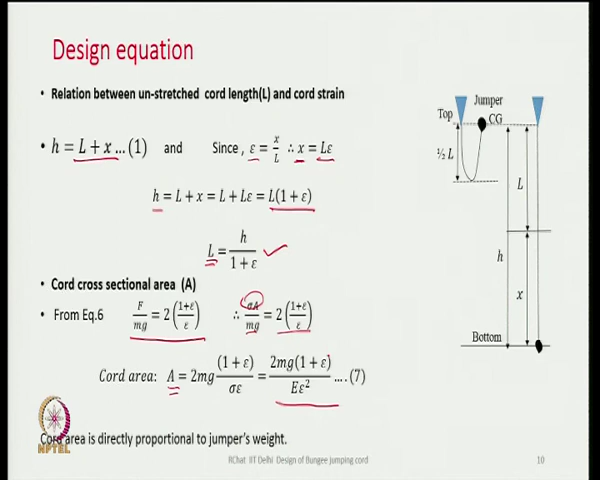 Design equation
• Relation between un-stretched cord length(L) and cord strain
• h = L + x … (1) and Since , ε = x/L ∴ x = Lε
h = L + x = L + Lε = L(1 + ε)
L = h/(1 + ε)
• Cord cross sectional area (A)
• From Eq.6 F/mg = 2((1+ε)/ε) ∴ σA/mg = 2((1+ε)/ε)
Cord area: A = 2mg (1 + ε)/σε = 2mg(1 + ε)/Eε² … . (7)
Cord area is directly proportional to jumper's weight.
Jumper
Top
CG
½ L
L
h
x
Bottom
NPTEL
RChat IIT Delhi Design of Bungee jumping cord
10